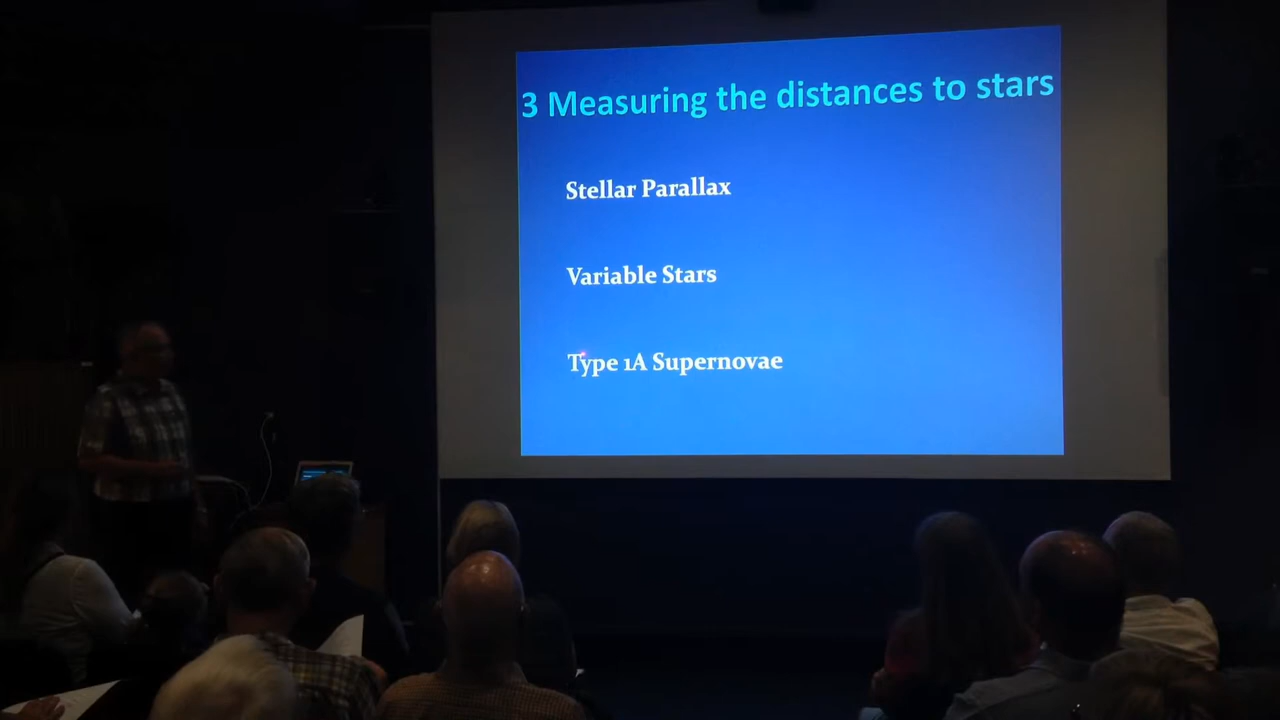 3 Measuring the distances to stars
Stellar Parallax
Variable Stars
Type 1A Supernovae